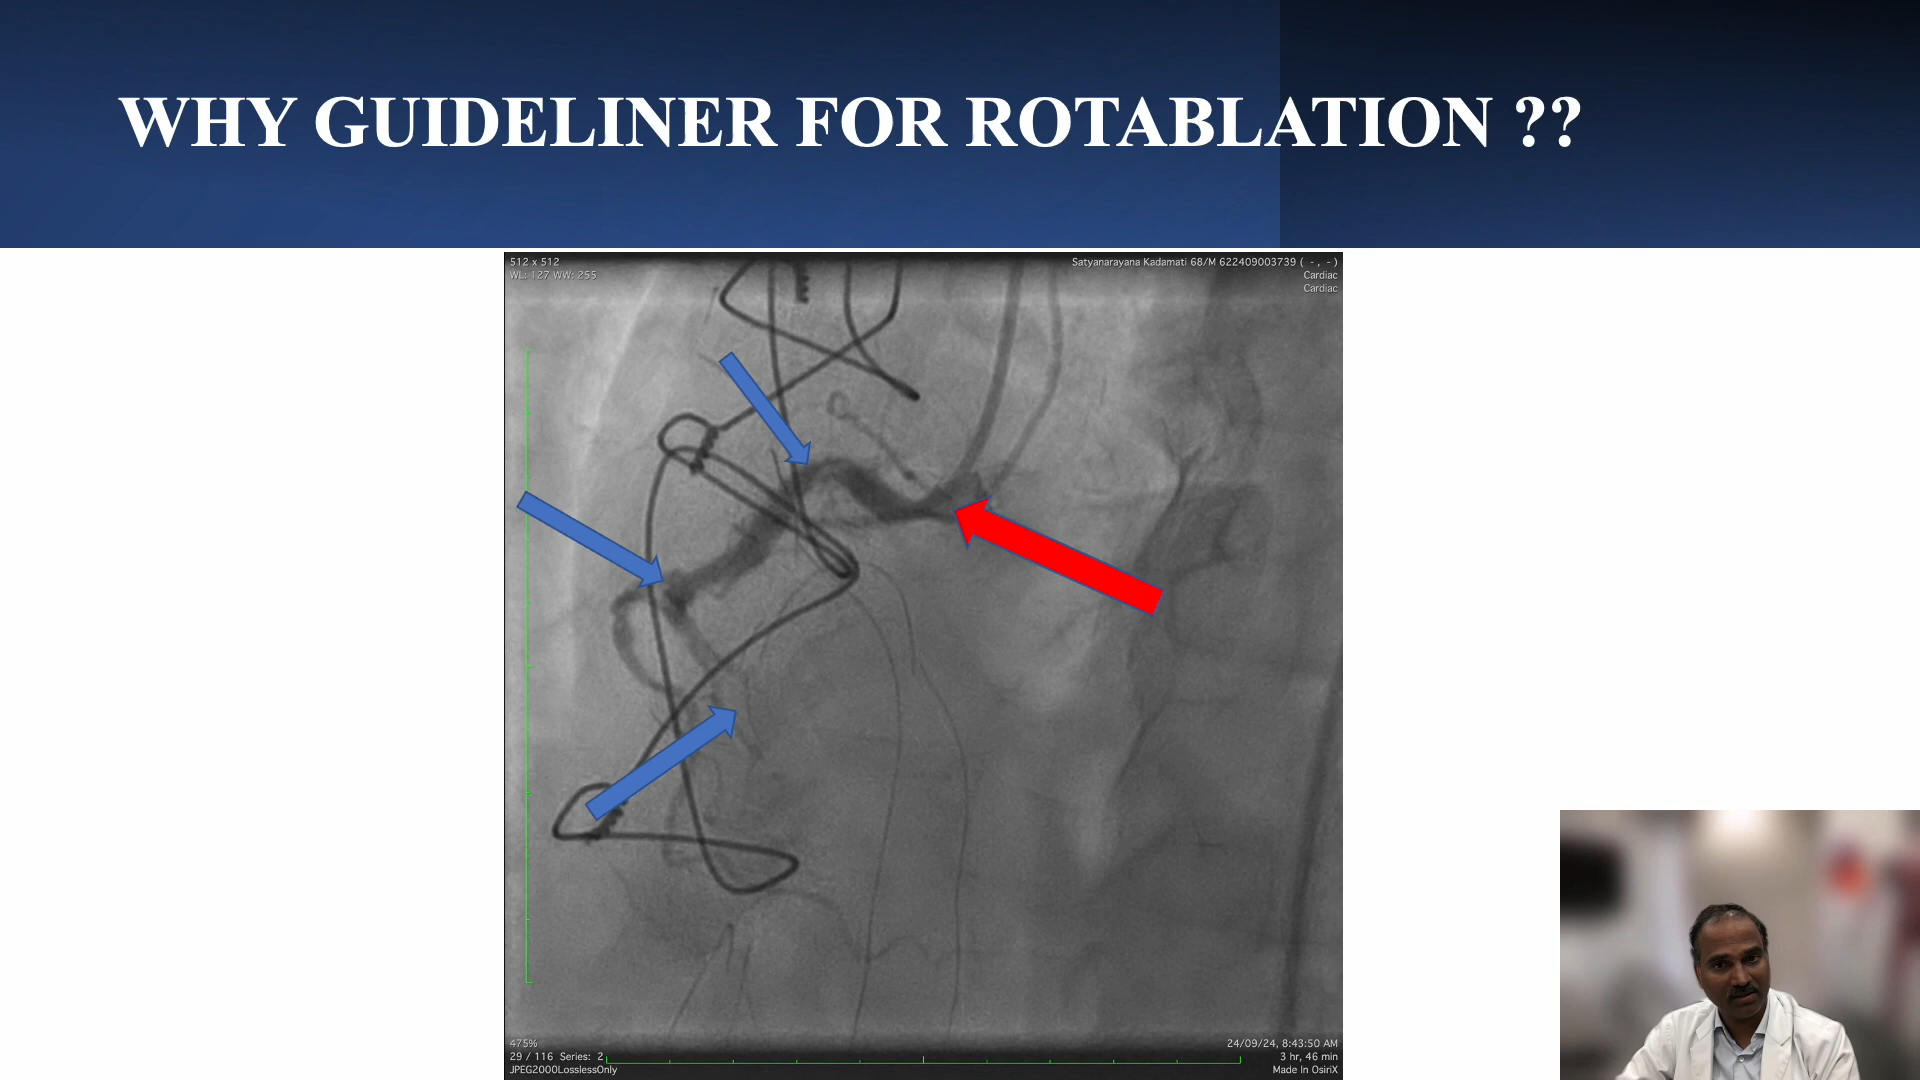 WHY GUIDELINER FOR ROTABLATION ??
512 x 512
WL: 127 WW: 255
Satyanarayana Kadamati 68/M 622409003739 ( - , - )
Cardiac
Cardiac
475%
29 / 116 Series: 2
JPEG2000LosslessOnly
24/09/24, 8:43:50 AM
3 hr, 46 min
Made In OsiriX